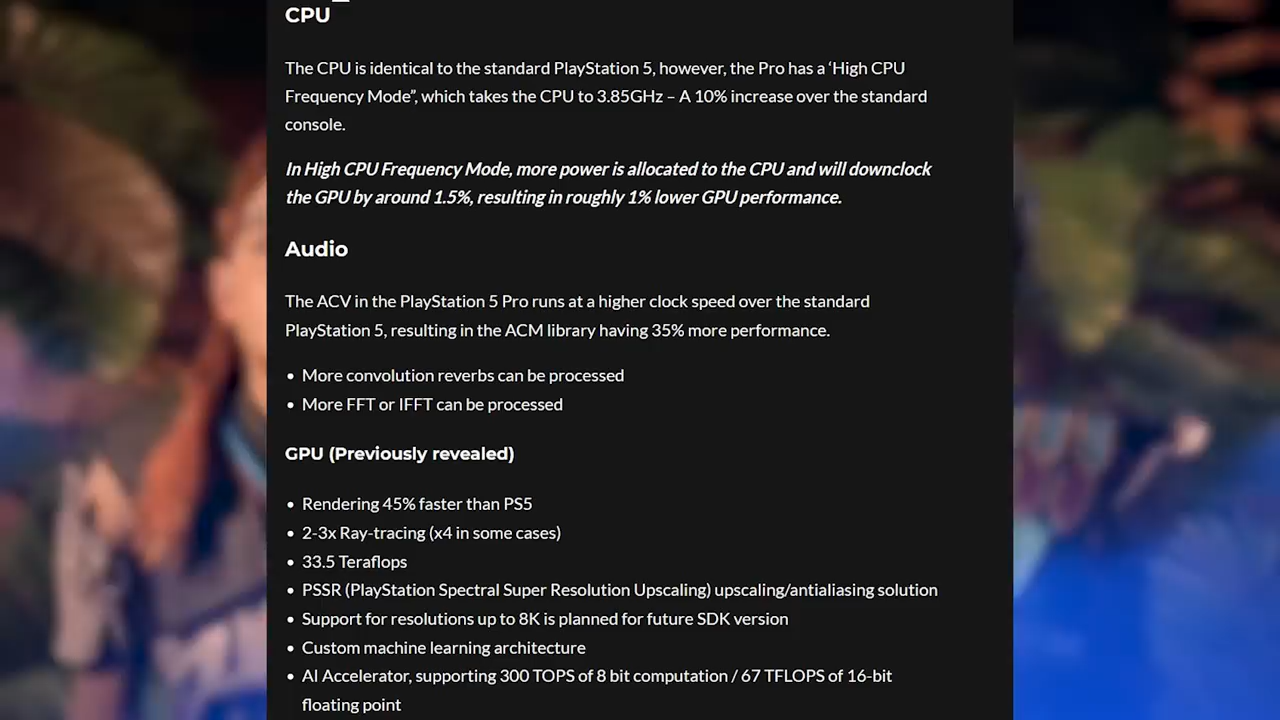 CPU
The CPU is identical to the standard PlayStation 5, however, the Pro has a ‘High CPU
Frequency Mode”, which takes the CPU to 3.85GHz – A 10% increase over the standard
console.
In High CPU Frequency Mode, more power is allocated to the CPU and will downclock
the GPU by around 1.5%, resulting in roughly 1% lower GPU performance.
Audio
The ACV in the PlayStation 5 Pro runs at a higher clock speed over the standard
PlayStation 5, resulting in the ACM library having 35% more performance.
• More convolution reverbs can be processed
• More FFT or IFFT can be processed
GPU (Previously revealed)
• Rendering 45% faster than PS5
• 2-3x Ray-tracing (x4 in some cases)
• 33.5 Teraflops
• PSSR (PlayStation Spectral Super Resolution Upscaling) upscaling/antialiasing solution
• Support for resolutions up to 8K is planned for future SDK version
• Custom machine learning architecture
• AI Accelerator, supporting 300 TOPS of 8 bit computation / 67 TFLOPS of 16-bit
floating point